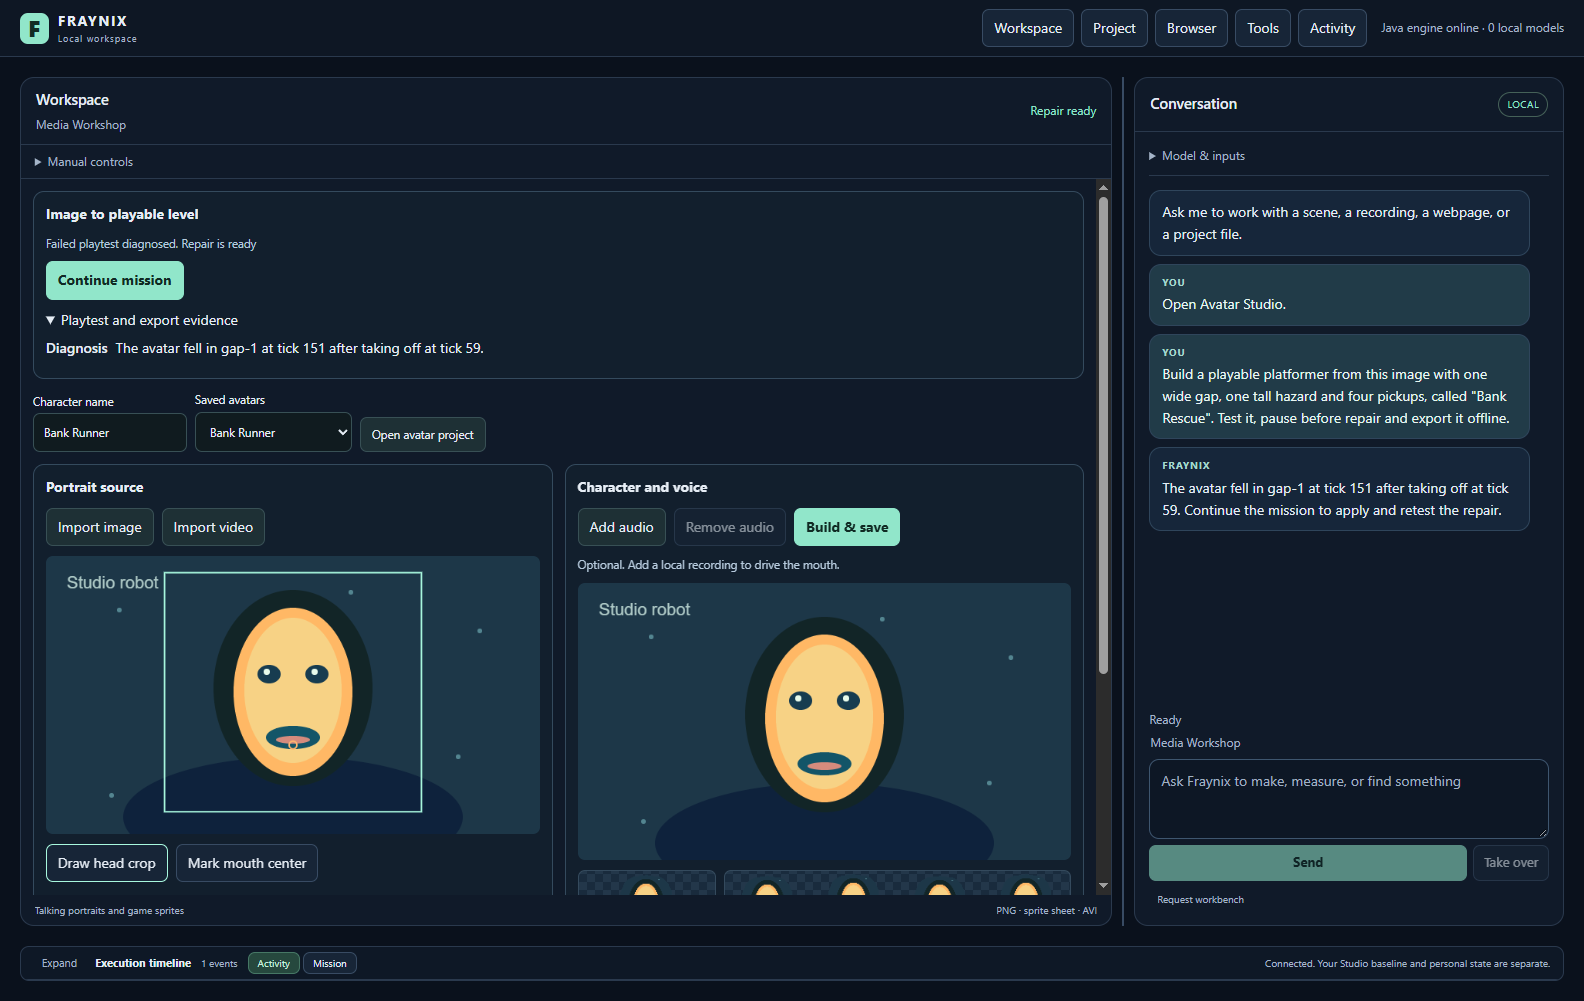 F
FRAYNIX
Local workspace
Workspace
Project
Browser
Tools
Activity
Java engine online · 0 local models
Workspace
Media Workshop
Repair ready
Manual controls
Image to playable level
Failed playtest diagnosed. Repair is ready
Continue mission
Playtest and export evidence
Diagnosis The avatar fell in gap-1 at tick 151 after taking off at tick 59.
Character name
Saved avatars
Bank Runner
Bank Runner
Open avatar project
Portrait source
Import image
Import video
Studio robot
Draw head crop
Mark mouth center
Character and voice
Add audio
Remove audio
Build & save
Optional. Add a local recording to drive the mouth.
Studio robot
Talking portraits and game sprites
PNG · sprite sheet · AVI
Conversation
LOCAL
Model & inputs
Ask me to work with a scene, a recording, a webpage, or
a project file.
YOU
Open Avatar Studio.
YOU
Build a playable platformer from this image with one
wide gap, one tall hazard and four pickups, called "Bank
Rescue". Test it, pause before repair and export it offline.
FRAYNIX
The avatar fell in gap-1 at tick 151 after taking off at tick
59. Continue the mission to apply and retest the repair.
Ready
Media Workshop
Ask Fraynix to make, measure, or find something
Send
Take over
Request workbench
Expand
Execution timeline
1 events
Activity
Mission
Connected. Your Studio baseline and personal state are separate.